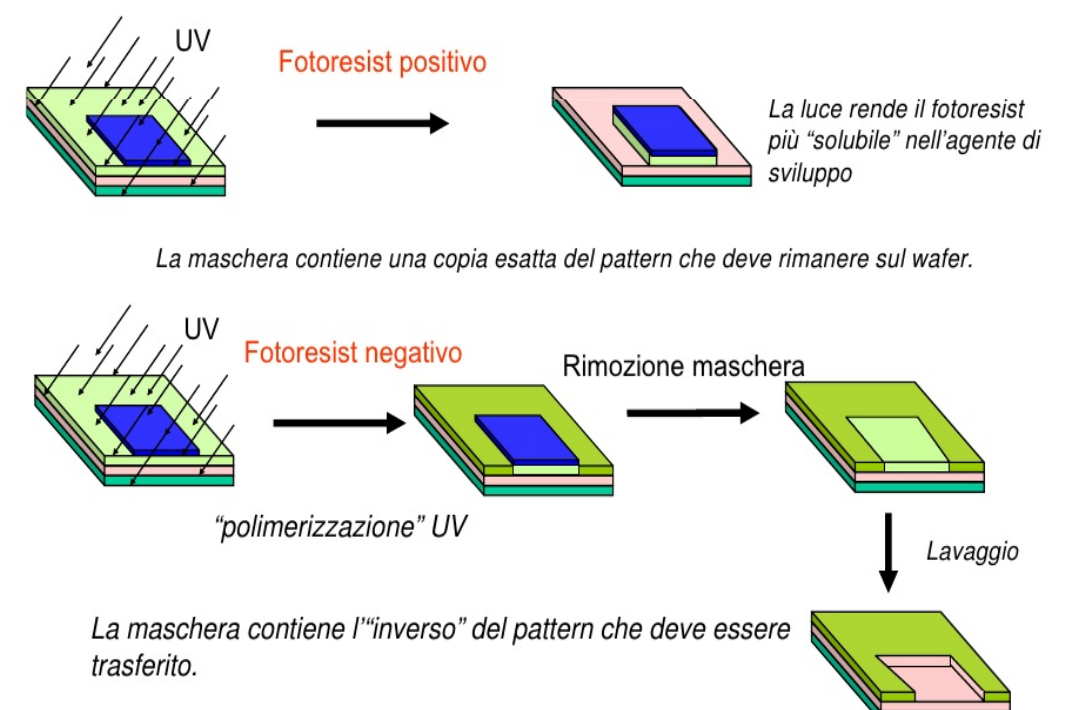 UV
Fotoresist positivo
La luce rende il fotoresist
più “solubile” nell’agente di
sviluppo
La maschera contiene una copia esatta del pattern che deve rimanere sul wafer.
UV
Fotoresist negativo
Rimozione maschera
“polimerizzazione” UV
Lavaggio
La maschera contiene l’“inverso” del pattern che deve essere
trasferito.